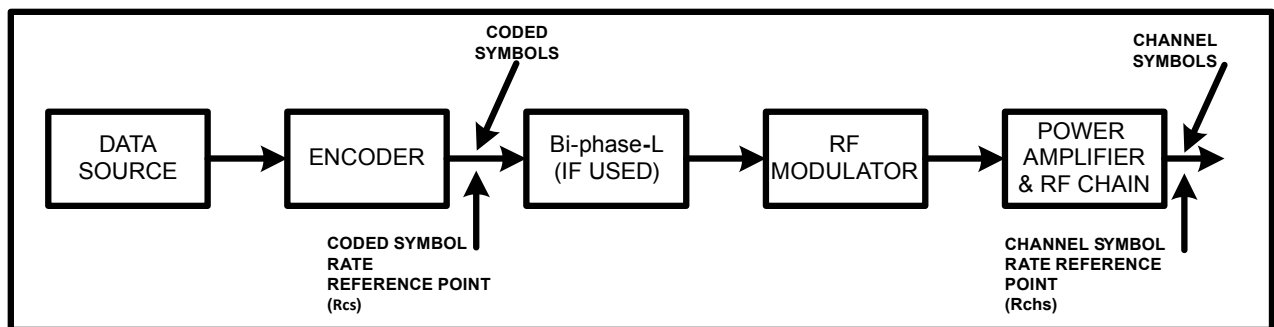 CODED
SYMBOLS
CHANNEL
SYMBOLS
DATA
SOURCE
ENCODER
Bi-phase-L
(IF USED)
RF
MODULATOR
POWER
AMPLIFIER
& RF CHAIN
CODED SYMBOL
RATE
REFERENCE POINT
(Rcs)
CHANNEL SYMBOL
RATE REFERENCE
POINT
(Rchs)